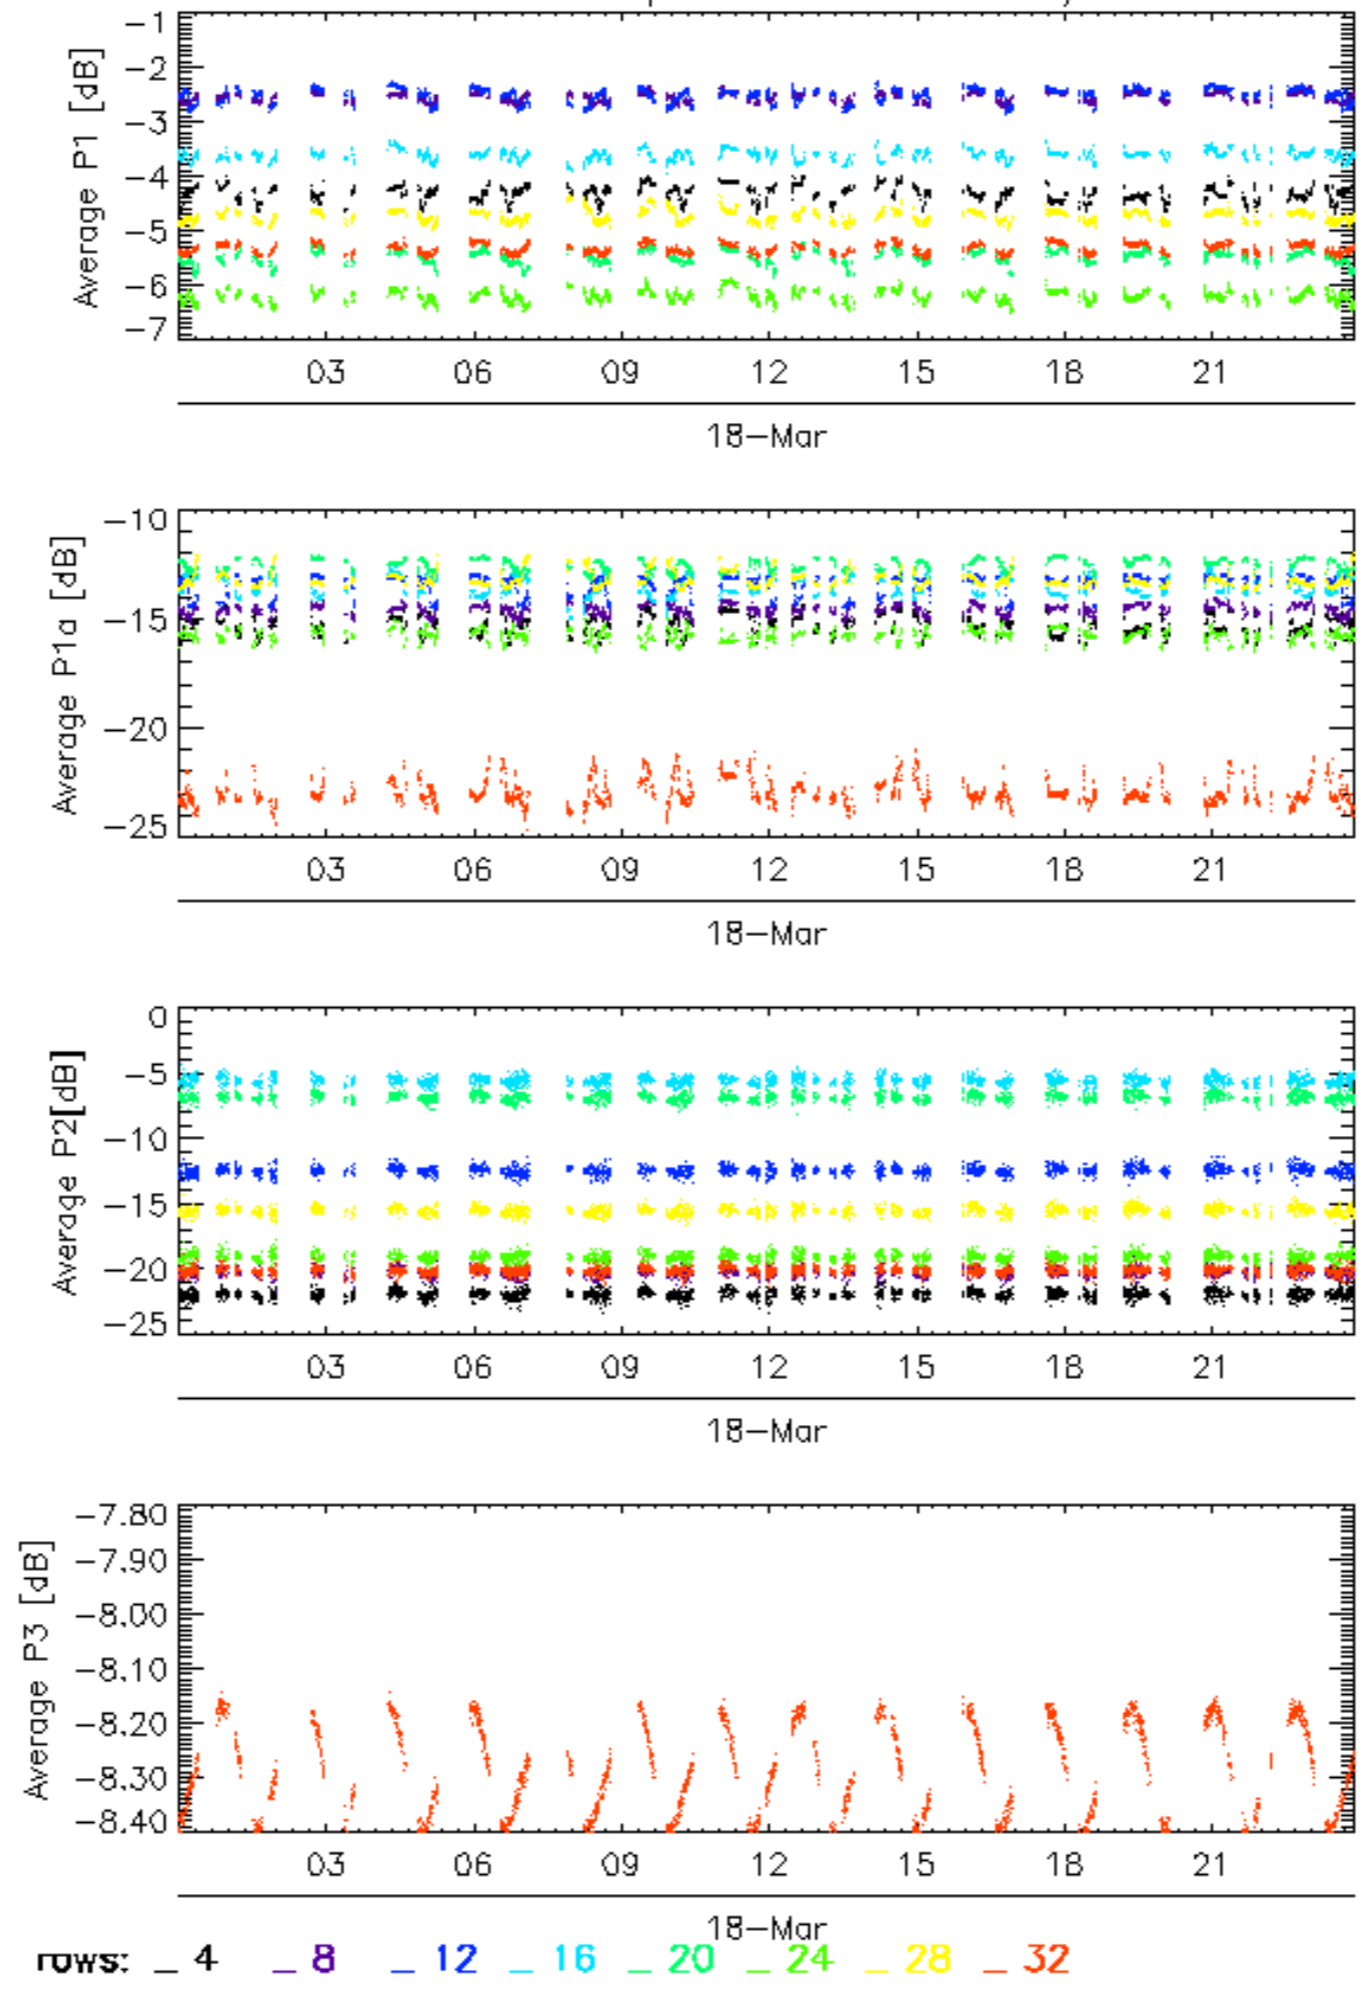 Average P1 [dB]
-1
-2
-3
-4
-5
-6
-7
03 06 09 12 15 18 21
18-Mar
Average P1a [dB]
-10
-15
-20
-25
03 06 09 12 15 18 21
18-Mar
Average P2[dB]
0
-5
-10
-15
-20
-25
03 06 09 12 15 18 21
18-Mar
Average P3 [dB]
-7.80
-7.90
-8.00
-8.10
-8.20
-8.30
-8.40
03 06 09 12 15 18 21
18-Mar
rows: _ 4 _ 8 _ 12 _ 16 _ 20 _ 24 _ 28 _ 32